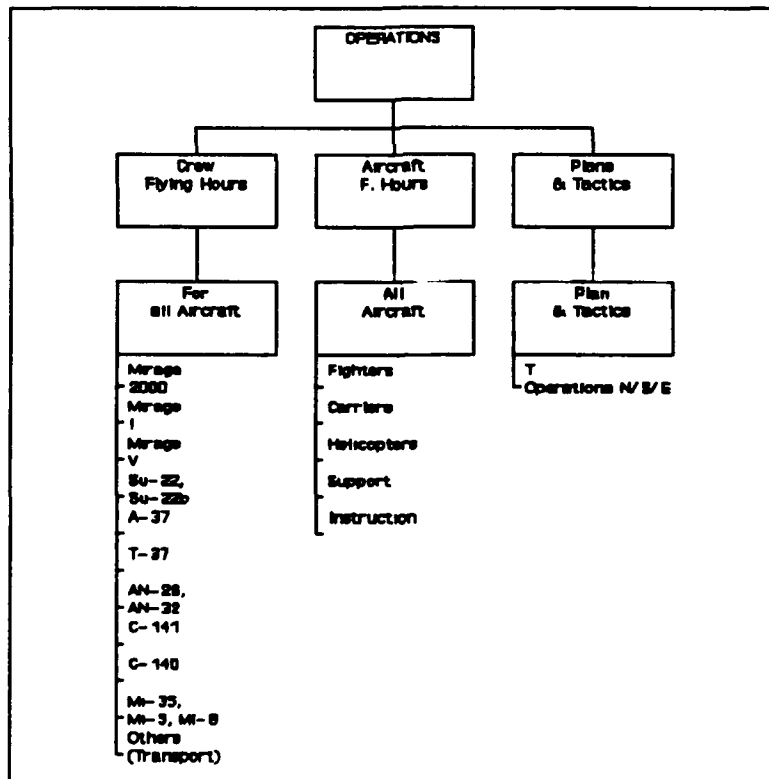 OPERATIONS
Crew
Flying Hours
Aircraft
F. Hours
Plans
& Tactics
For
all Aircraft
All
Aircraft
Plan
& Tactics
Mirage
2000
Mirage
I
Mirage
V
Su-22,
Su-22b
A-37
T-37
AN-26,
AN-32
C-141
C-140
Mi-35,
Mi-3, Mi-8
Others
(Transport)
Fighters
Carriers
Helicopters
Support
Instruction
T
Operations N/S/E